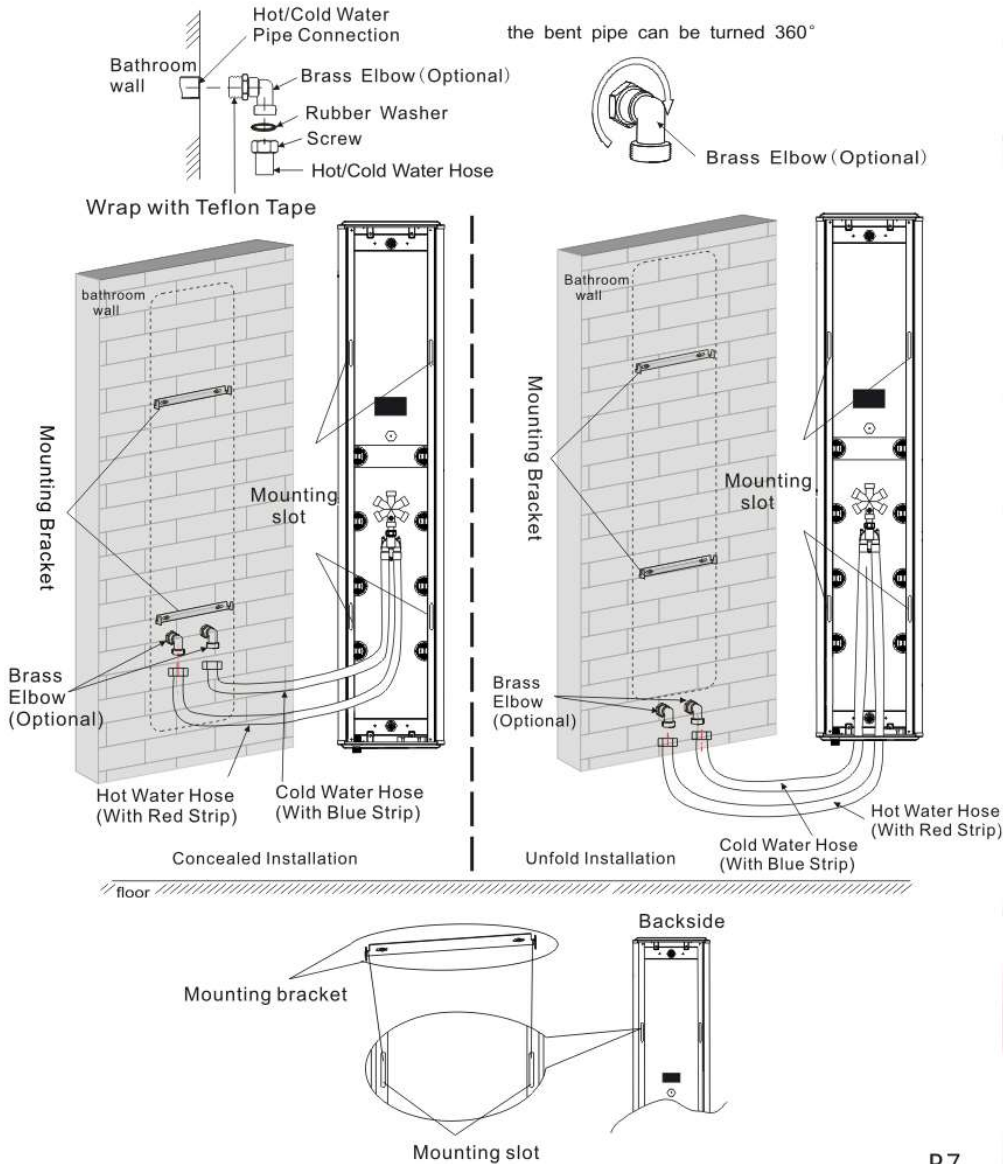 Hot/Cold Water
Pipe Connection
the bent pipe can be turned 360°
Bathroom
wall
Brass Elbow(Optional)
Rubber Washer
Screw
Hot/Cold Water Hose
Brass Elbow(Optional)
Wrap with Teflon Tape
bathroom
wall
Mounting Bracket
Mounting
slot
Brass
Elbow
(Optional)
Hot Water Hose
(With Red Strip)
Cold Water Hose
(With Blue Strip)
Concealed Installation
Bathroom
wall
Mounting Bracket
Mounting
slot
Brass
Elbow
(Optional)
Hot Water Hose
(With Red Strip)
Cold Water Hose
(With Blue Strip)
Unfold Installation
floor
Backside
Mounting bracket
Mounting slot
P.7